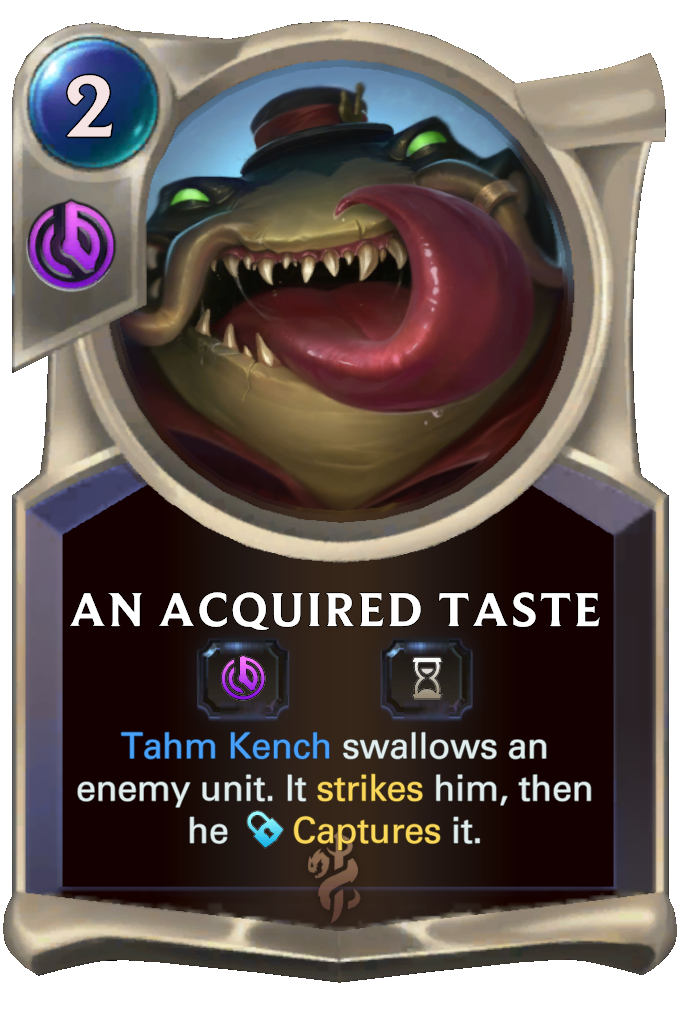 2
AN ACQUIRED TASTE
Tahm Kench swallows an
enemy unit. It strikes him, then
he Captures it.